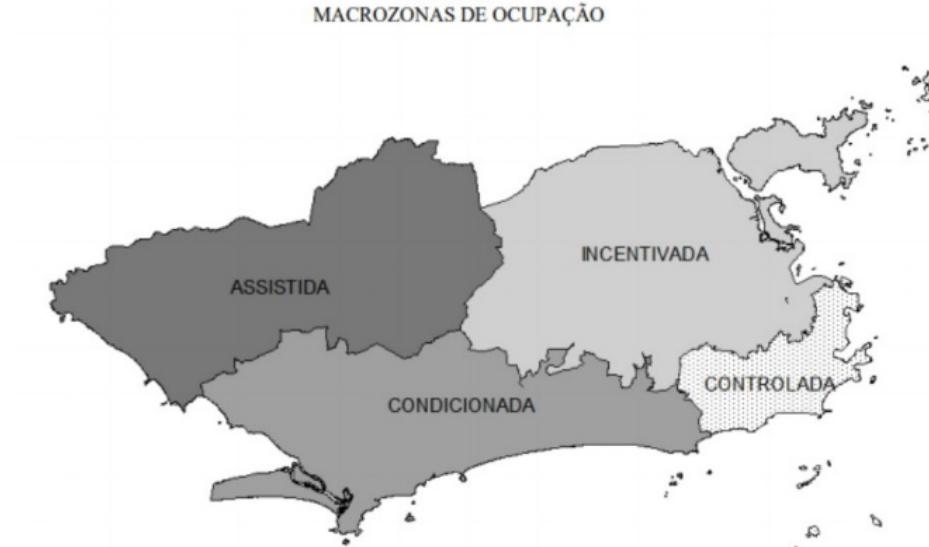 MACROZONAS DE OCUPAÇÃO
INCENTIVADA
ASSISTIDA
CONTROLADA
CONDICIONADA